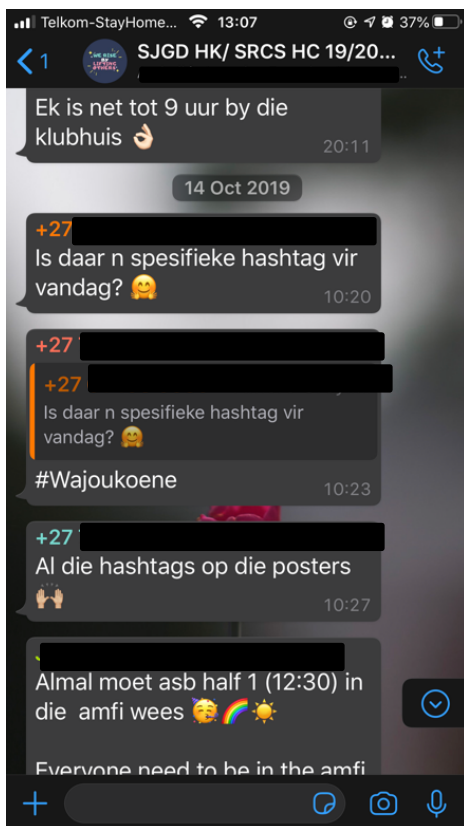 Telkom-StayHome... 13:07 37%
1 SJGD HK/ SRCS HC 19/20...
Ek is net tot 9 uur by die
klubhuis 👌🏻
20:11
14 Oct 2019
+27
Is daar n spesifieke hashtag vir
vandag? 🤗
10:20
+27
+27
Is daar n spesifieke hashtag vir
vandag? 🤗
#Wajoukoene
10:23
+27
Al die hashtags op die posters
🙌🏼
10:27
Almal moet asb half 1 (12:30) in
die amfi wees 🥳🌈☀️
Everyone need to be in the amfi